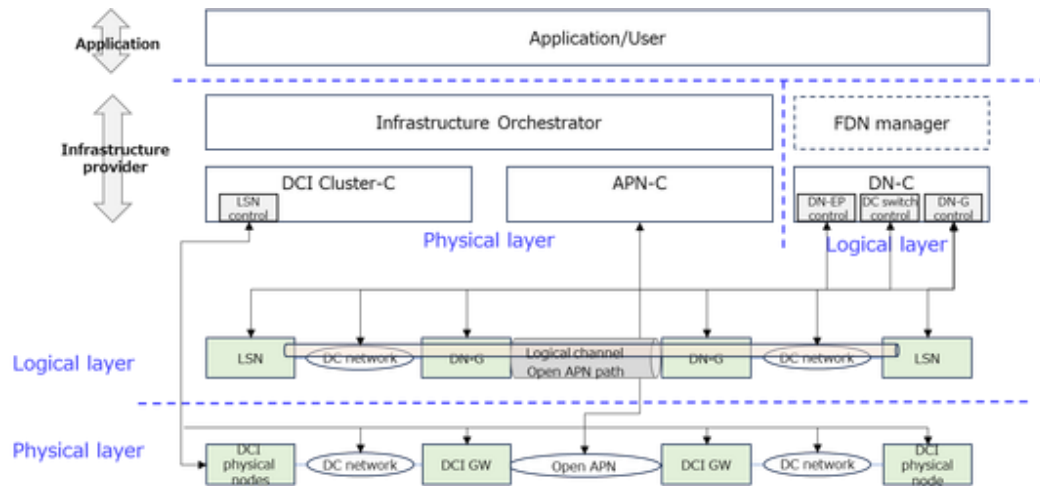 Application
Application/User
Infrastructure
provider
Infrastructure Orchestrator
FDN manager
DCI Cluster-C
LSN
control
APN-C
DN-C
DN-EP
control
DC switch
control
DN-G
control
Physical layer
Logical layer
Logical layer
LSN
DC network
DN-G
Logical channel
Open APN path
DN-G
DC network
LSN
Physical layer
DCI
physical
nodes
DC network
DCI GW
Open APN
DCI GW
DC network
DCI
physical
node